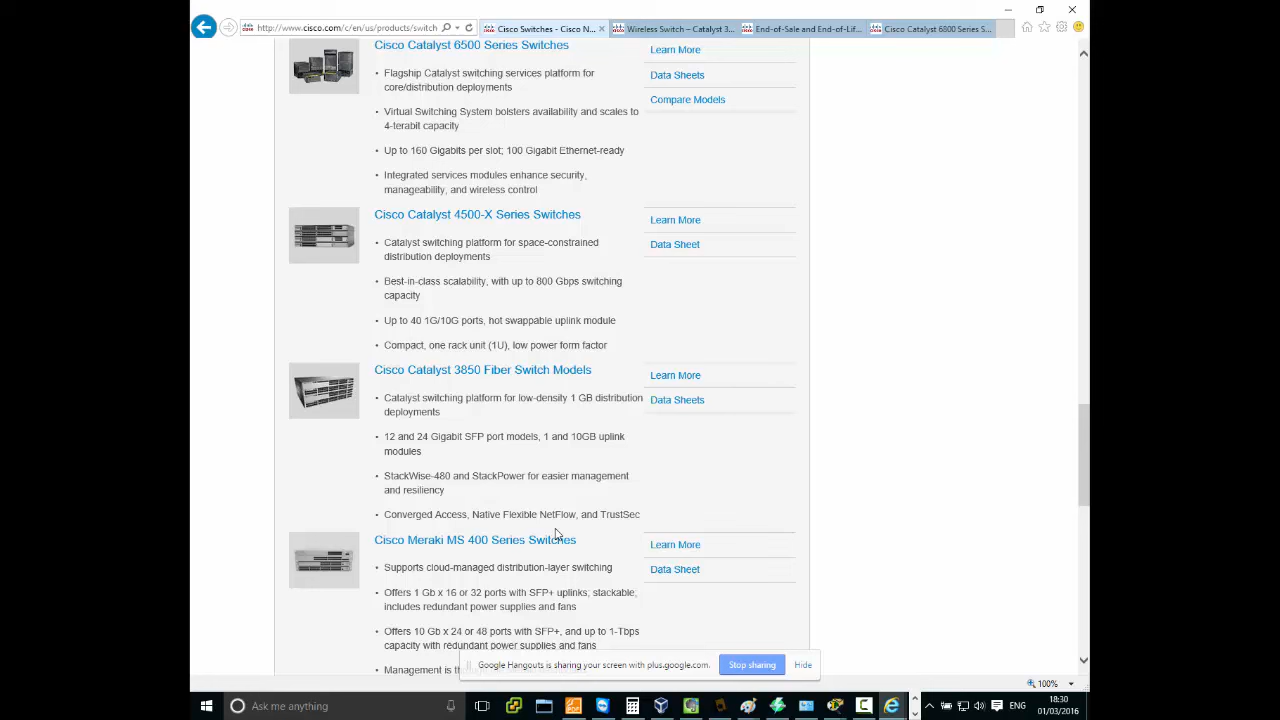 http://www.cisco.com/c/en/us/products/switch
Cisco Switches - Cisco N...
Wireless Switch – Catalyst 3...
End-of-Sale and End-of-Lif...
Cisco Catalyst 6800 Series S...
Cisco Catalyst 6500 Series Switches
Learn More
• Flagship Catalyst switching services platform for
core/distribution deployments
Data Sheets
Compare Models
• Virtual Switching System bolsters availability and scales to
4-terabit capacity
• Up to 160 Gigabits per slot; 100 Gigabit Ethernet-ready
• Integrated services modules enhance security,
manageability, and wireless control
Cisco Catalyst 4500-X Series Switches
Learn More
• Catalyst switching platform for space-constrained
distribution deployments
Data Sheet
• Best-in-class scalability, with up to 800 Gbps switching
capacity
• Up to 40 1G/10G ports, hot swappable uplink module
• Compact, one rack unit (1U), low power form factor
Cisco Catalyst 3850 Fiber Switch Models
Learn More
• Catalyst switching platform for low-density 1 GB distribution
deployments
Data Sheets
• 12 and 24 Gigabit SFP port models, 1 and 10GB uplink
modules
• StackWise-480 and StackPower for easier management
and resiliency
• Converged Access, Native Flexible NetFlow, and TrustSec
Cisco Meraki MS 400 Series Switches
Learn More
• Supports cloud-managed distribution-layer switching
Data Sheet
• Offers 1 Gb x 16 or 32 ports with SFP+ uplinks; stackable;
includes redundant power supplies and fans
• Offers 10 Gb x 24 or 48 ports with SFP+, and up to 1-Tbps
capacity with redundant power supplies and fans
• Management is
Google Hangouts is sharing your screen with plus.google.com.
Stop sharing
Hide
100%
Ask me anything
ENG
18:30
01/03/2016